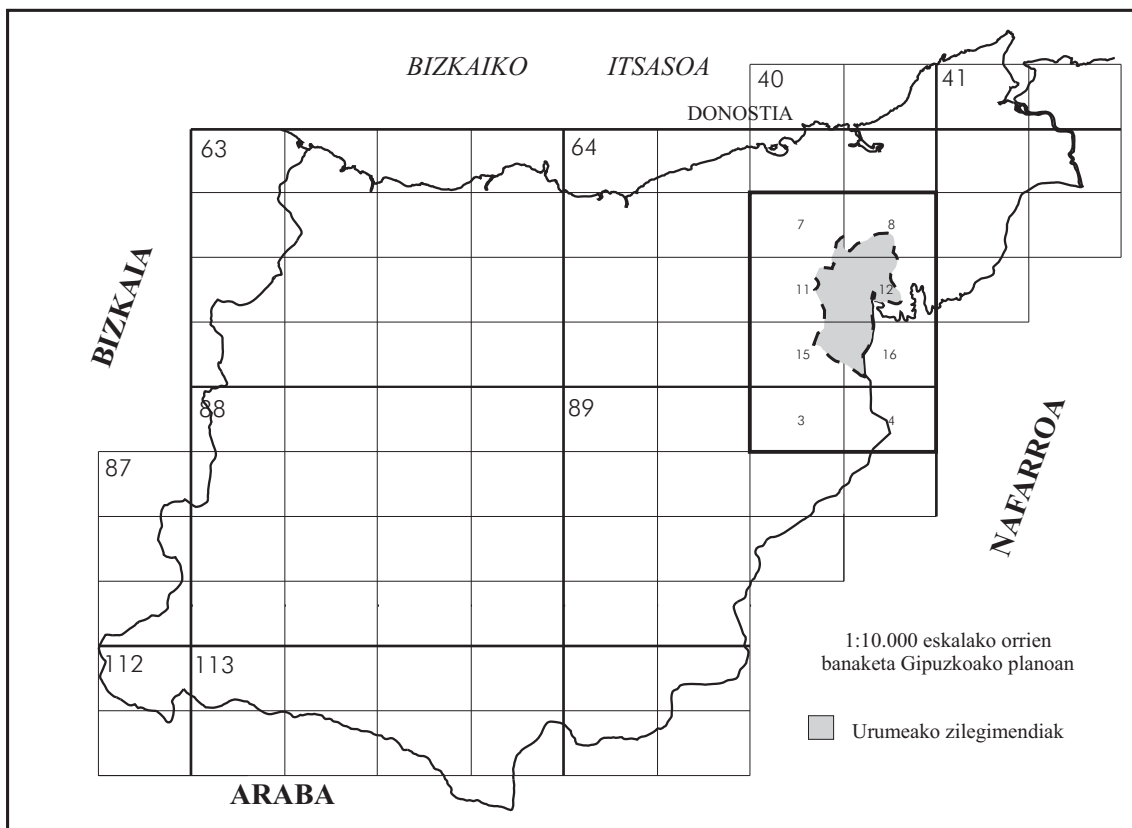 BIZKAIKO ITSASOA
40 41
DONOSTIA
63 64
7 8
BIZKAIA
11 12
15 16
88 89
3 4
87
NAFARROA
1:10.000 eskalako orrien
banaketa Gipuzkoako planoan
112 113
Urumeako zilegimendiak
ARABA